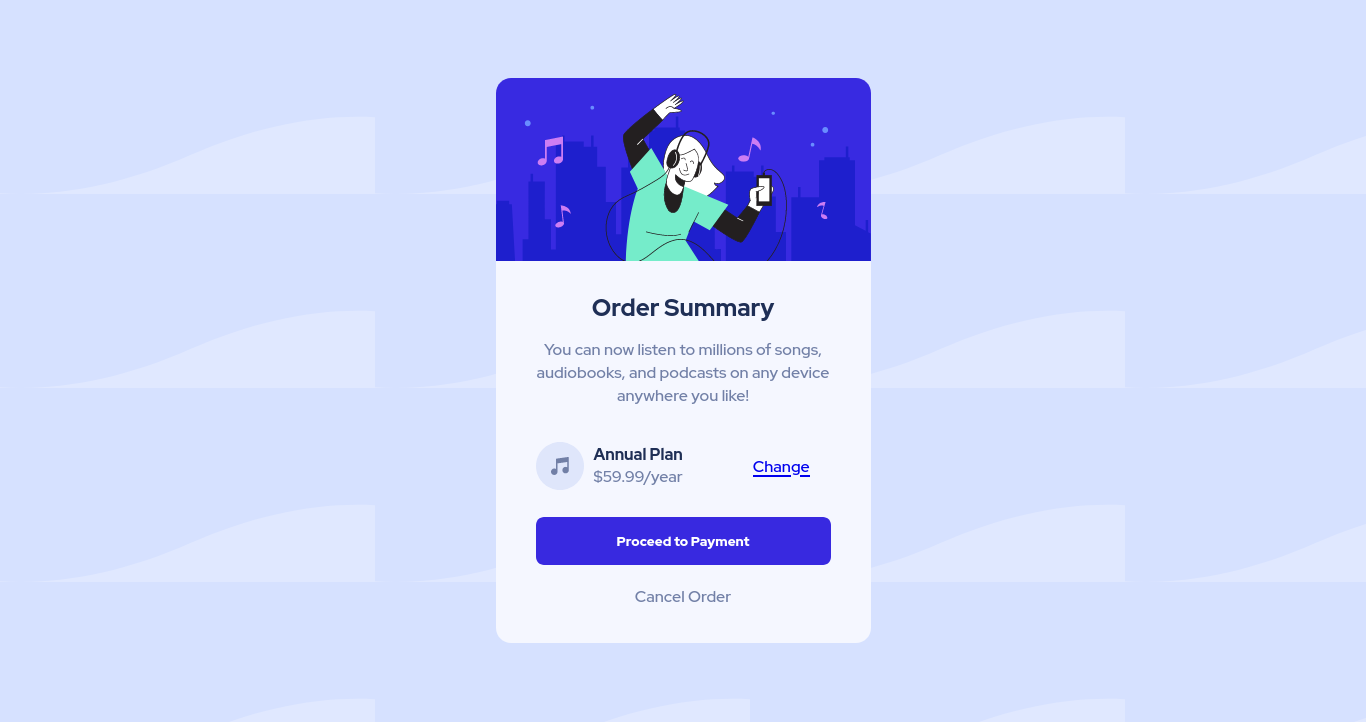 Order Summary
You can now listen to millions of songs,
audiobooks, and podcasts on any device
anywhere you like!
Annual Plan
$59.99/year
Change
Proceed to Payment
Cancel Order